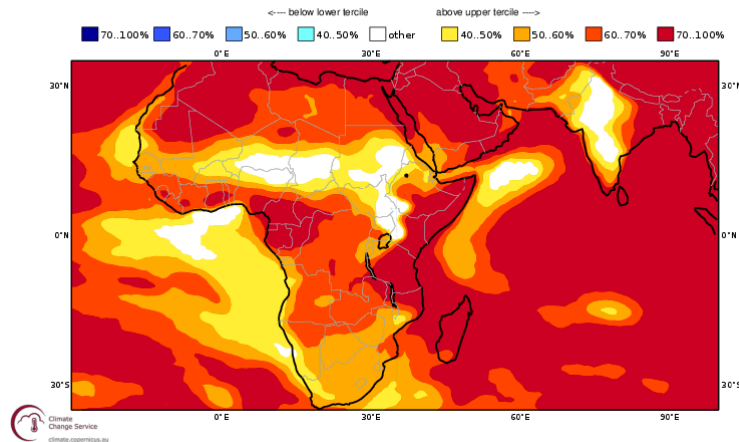 <---- below lower tercile above upper tercile ---->
70..100% 60..70% 50..60% 40..50% other 40..50% 50..60% 60..70% 70..100%
0°E 30°E 60°E 90°E
30°N 30°N
0°N 0°N
30°S 30°S
0°E 30°E 60°E 90°E
Climate
Change Service
climate.copernicus.eu